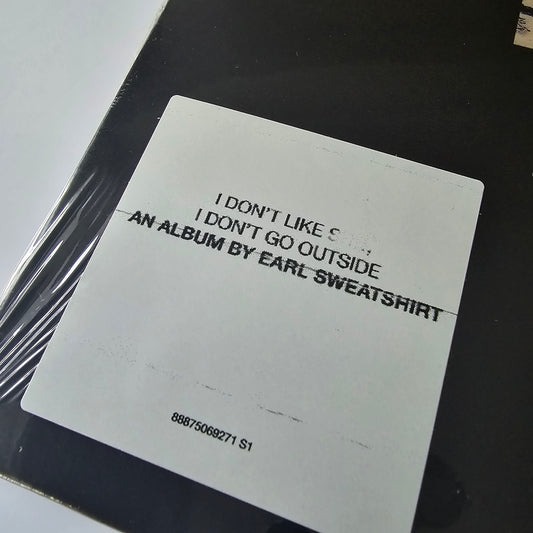 I DON'T LIKE S
I DON'T GO OUTSIDE
AN ALBUM BY EARL SWEATSHIRT
88875069271 S1